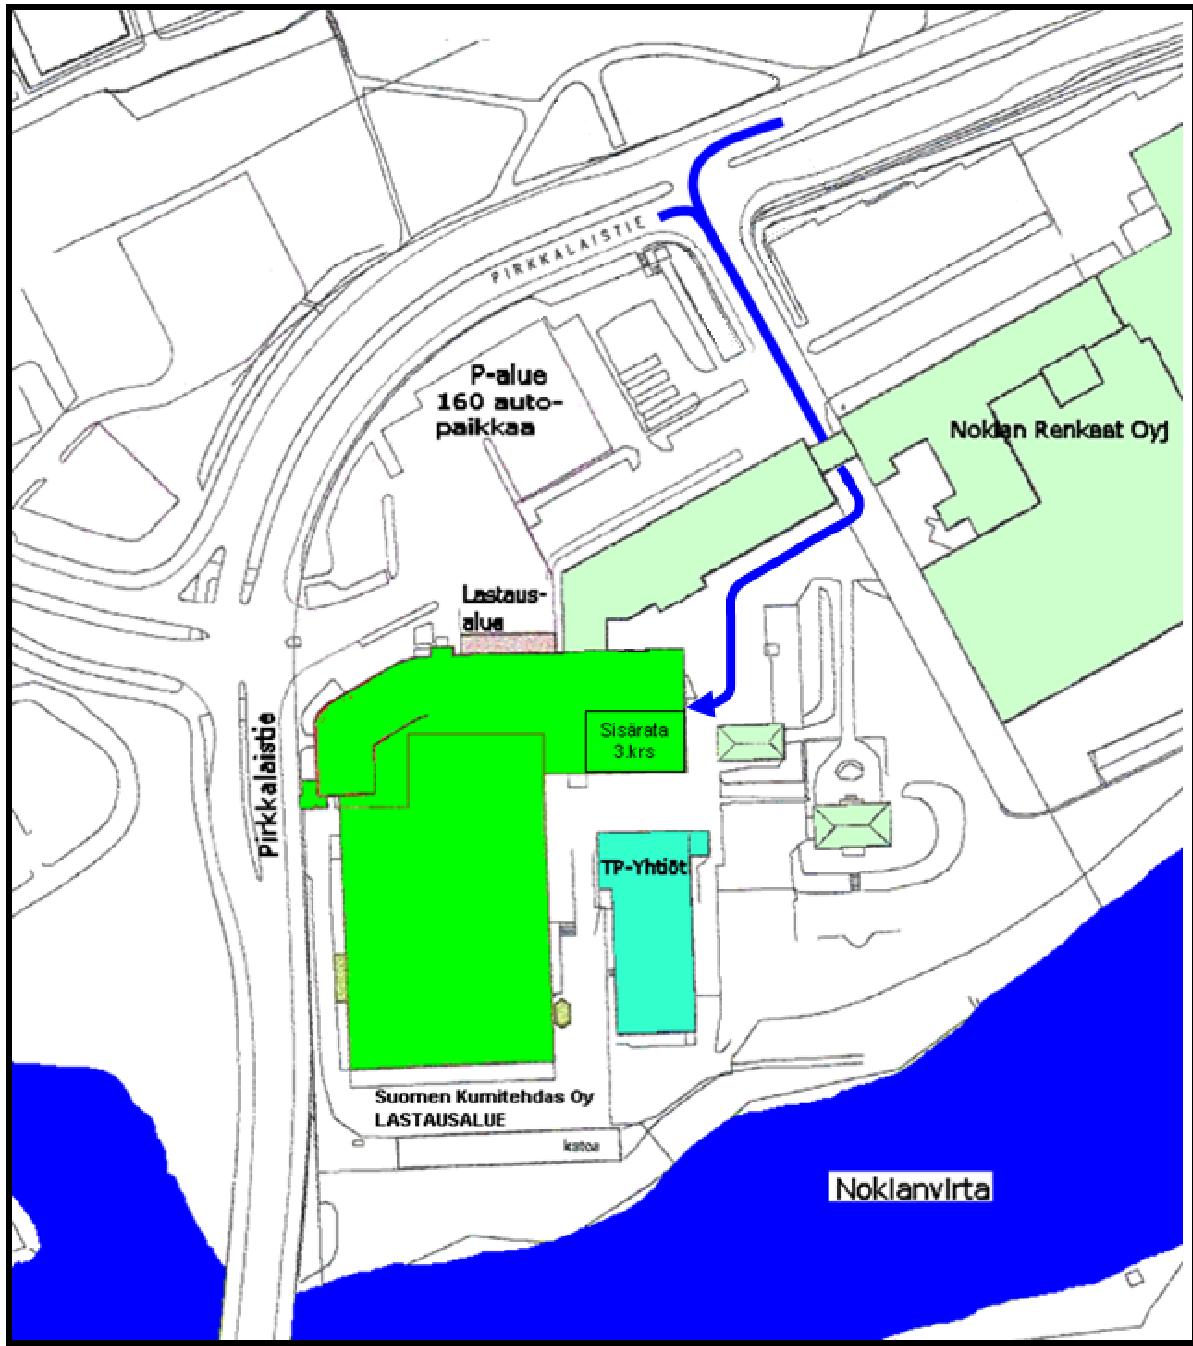 PIRKKALAISTIE
P-alue
160 auto-
paikkaa
Nokian Renkaat Oyj
Lastaus-
alue
Pirkkalaistie
Sisärata
3.krs
TP-Yhtiöt
Suomen Kumitehdas Oy
LASTAUSALUE
katos
Nokianvirta